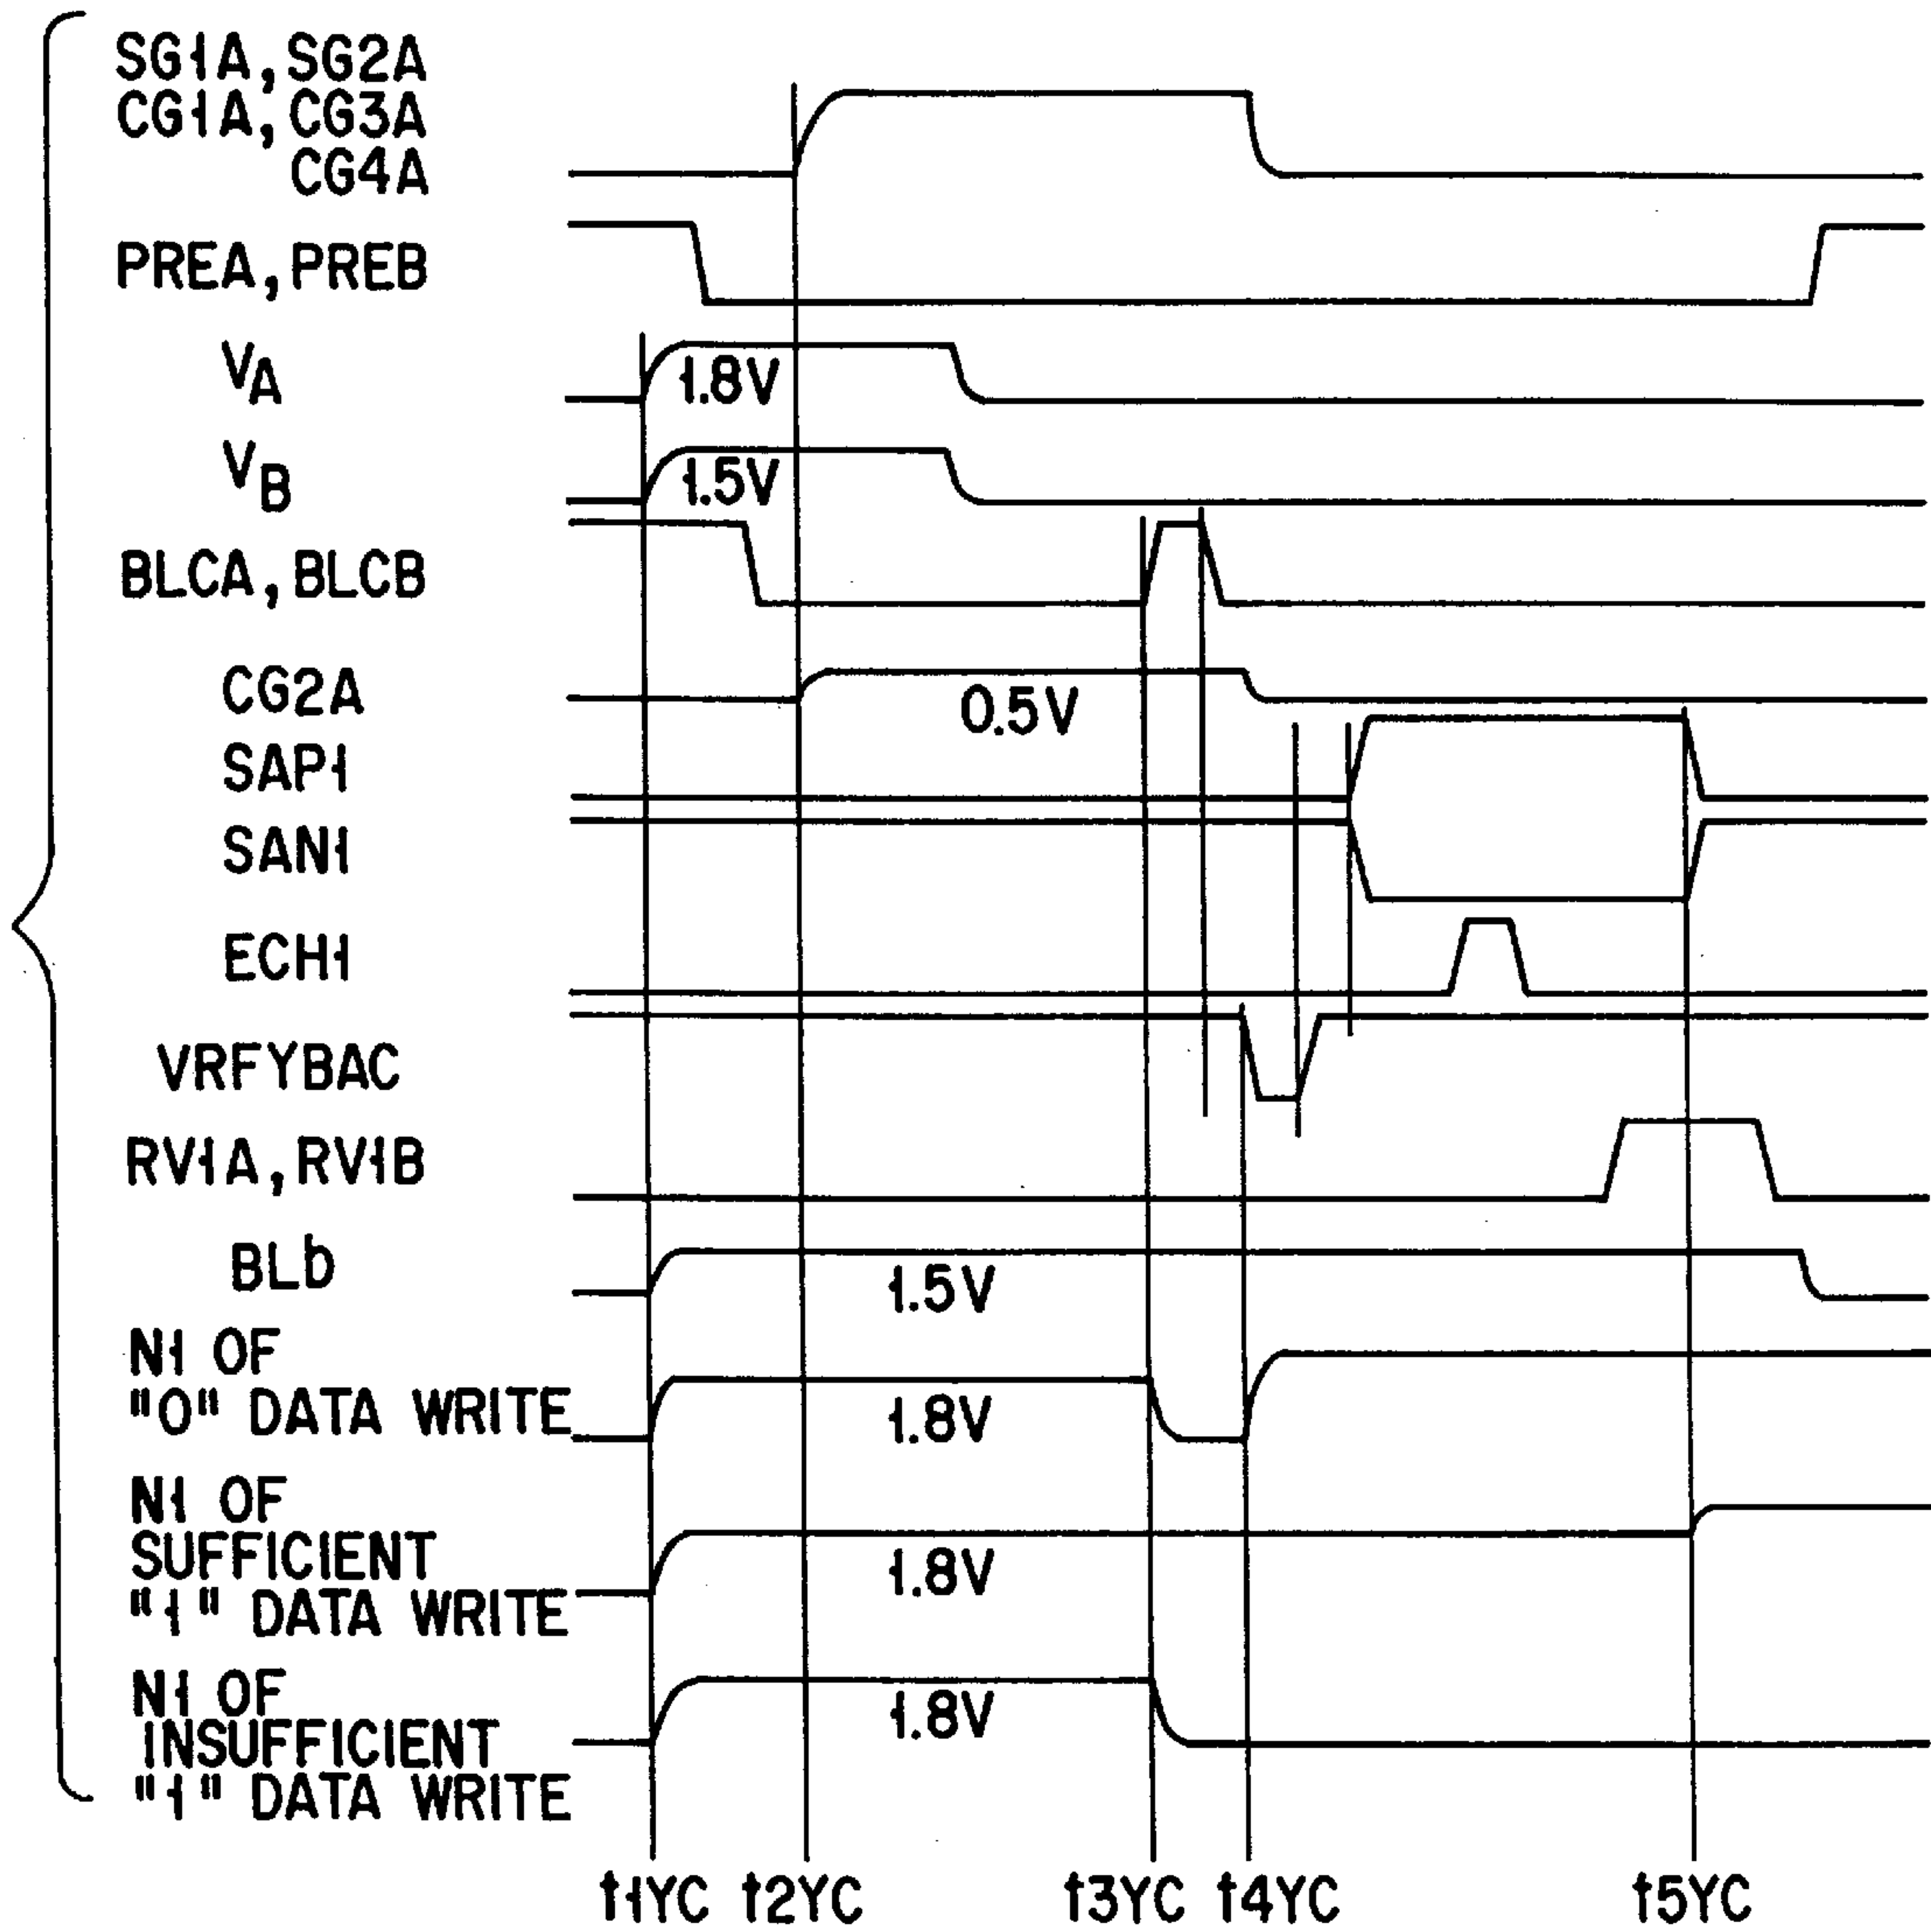 SG1A, SG2A
CG1A, CG3A
CG4A
PREA, PREB
VA
1.8V
VB
1.5V
BLCA, BLCB
CG2A
0.5V
SAP1
SAN1
ECH1
VRFYBAC
RV1A, RV1B
BLb
1.5V
N1 OF
"0" DATA WRITE
1.8V
N1 OF
SUFFICIENT
"1" DATA WRITE
1.8V
N1 OF
INSUFFICIENT
"1" DATA WRITE
1.8V
t1YC t2YC t3YC t4YC t5YC